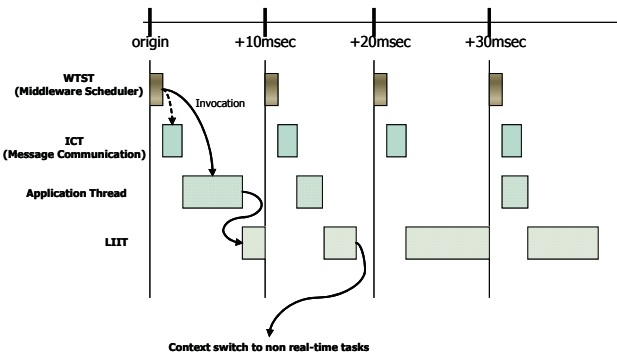 origin +10msec +20msec +30msec
WTST
(Middleware Scheduler)
Invocation
ICT
(Message Communication)
Application Thread
LIIT
Context switch to non real-time tasks